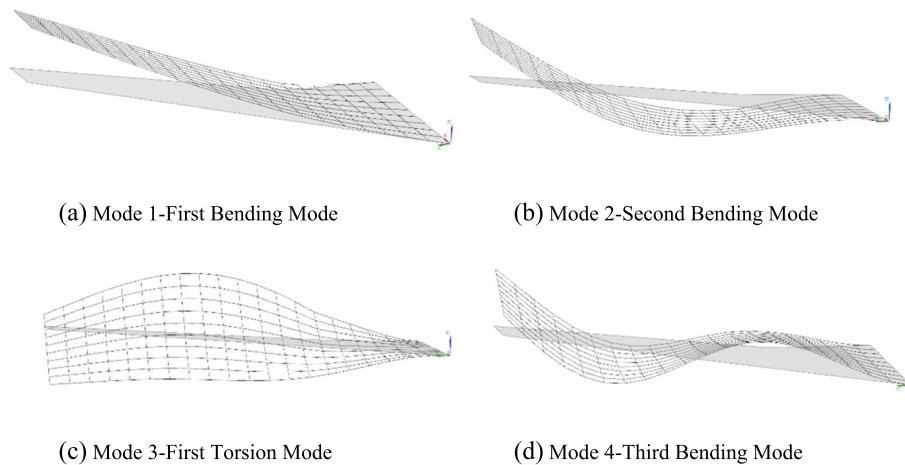 (a) Mode 1-First Bending Mode
(b) Mode 2-Second Bending Mode
(c) Mode 3-First Torsion Mode
(d) Mode 4-Third Bending Mode